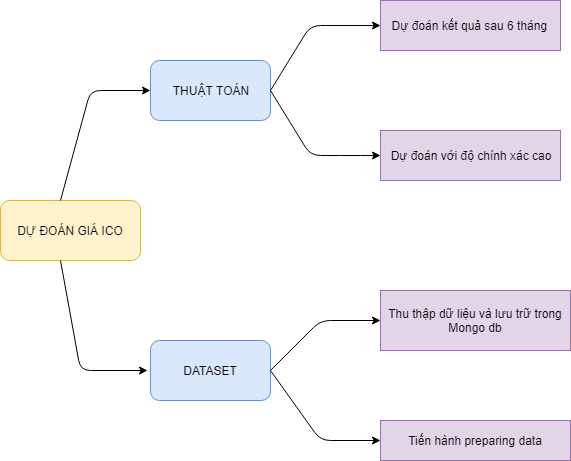 Dự đoán kết quả sau 6 tháng
THUẬT TOÁN
Dự đoán với độ chính xác cao
DỰ ĐOÁN GIÁ ICO
Thu thập dữ liệu và lưu trữ trong
Mongo db
DATASET
Tiến hành preparing data